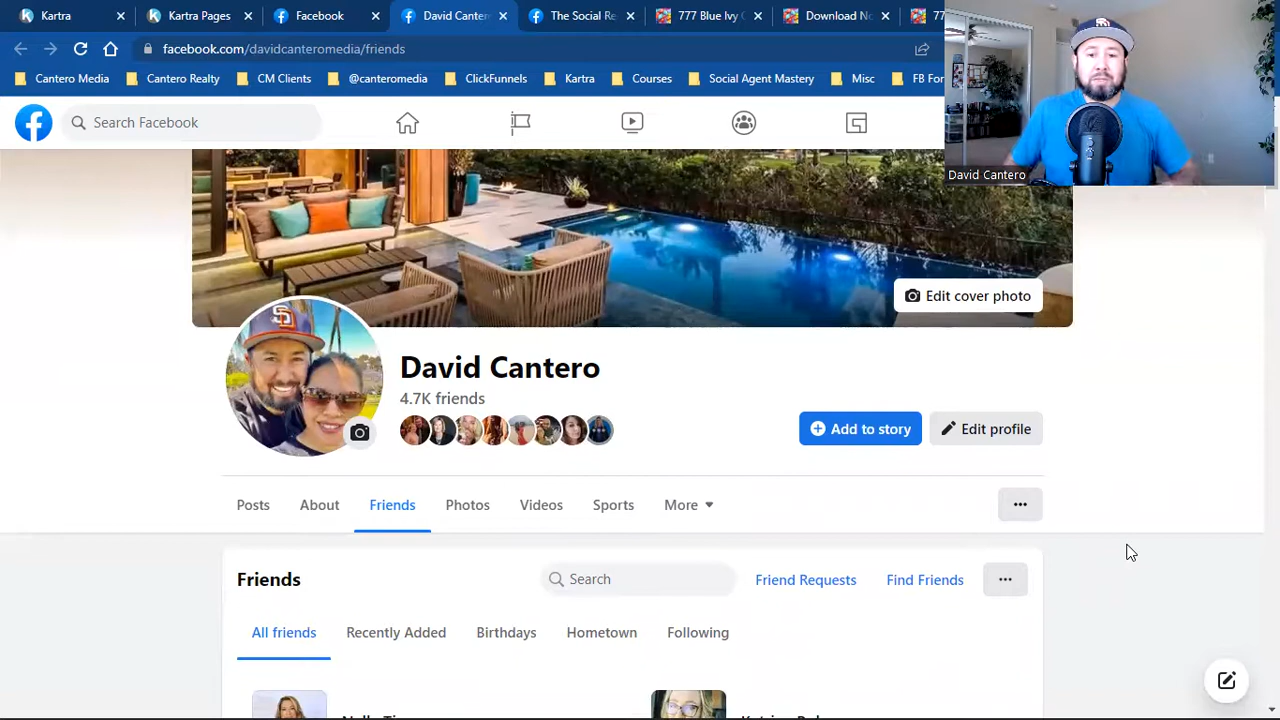 Kartra
Kartra Pages
Facebook
David Canter
The Social Re
777 Blue Ivy
Download No
77
facebook.com/davidcanteromedia/friends
Cantero Media
Cantero Realty
CM Clients
@canteromedia
ClickFunnels
Kartra
Courses
Social Agent Mastery
Misc
FB For
Search Facebook
David Cantero
SD
Edit cover photo
David Cantero
4.7K friends
Add to story
Edit profile
Posts
About
Friends
Photos
Videos
Sports
More
Friends
Search
Friend Requests
Find Friends
All friends
Recently Added
Birthdays
Hometown
Following